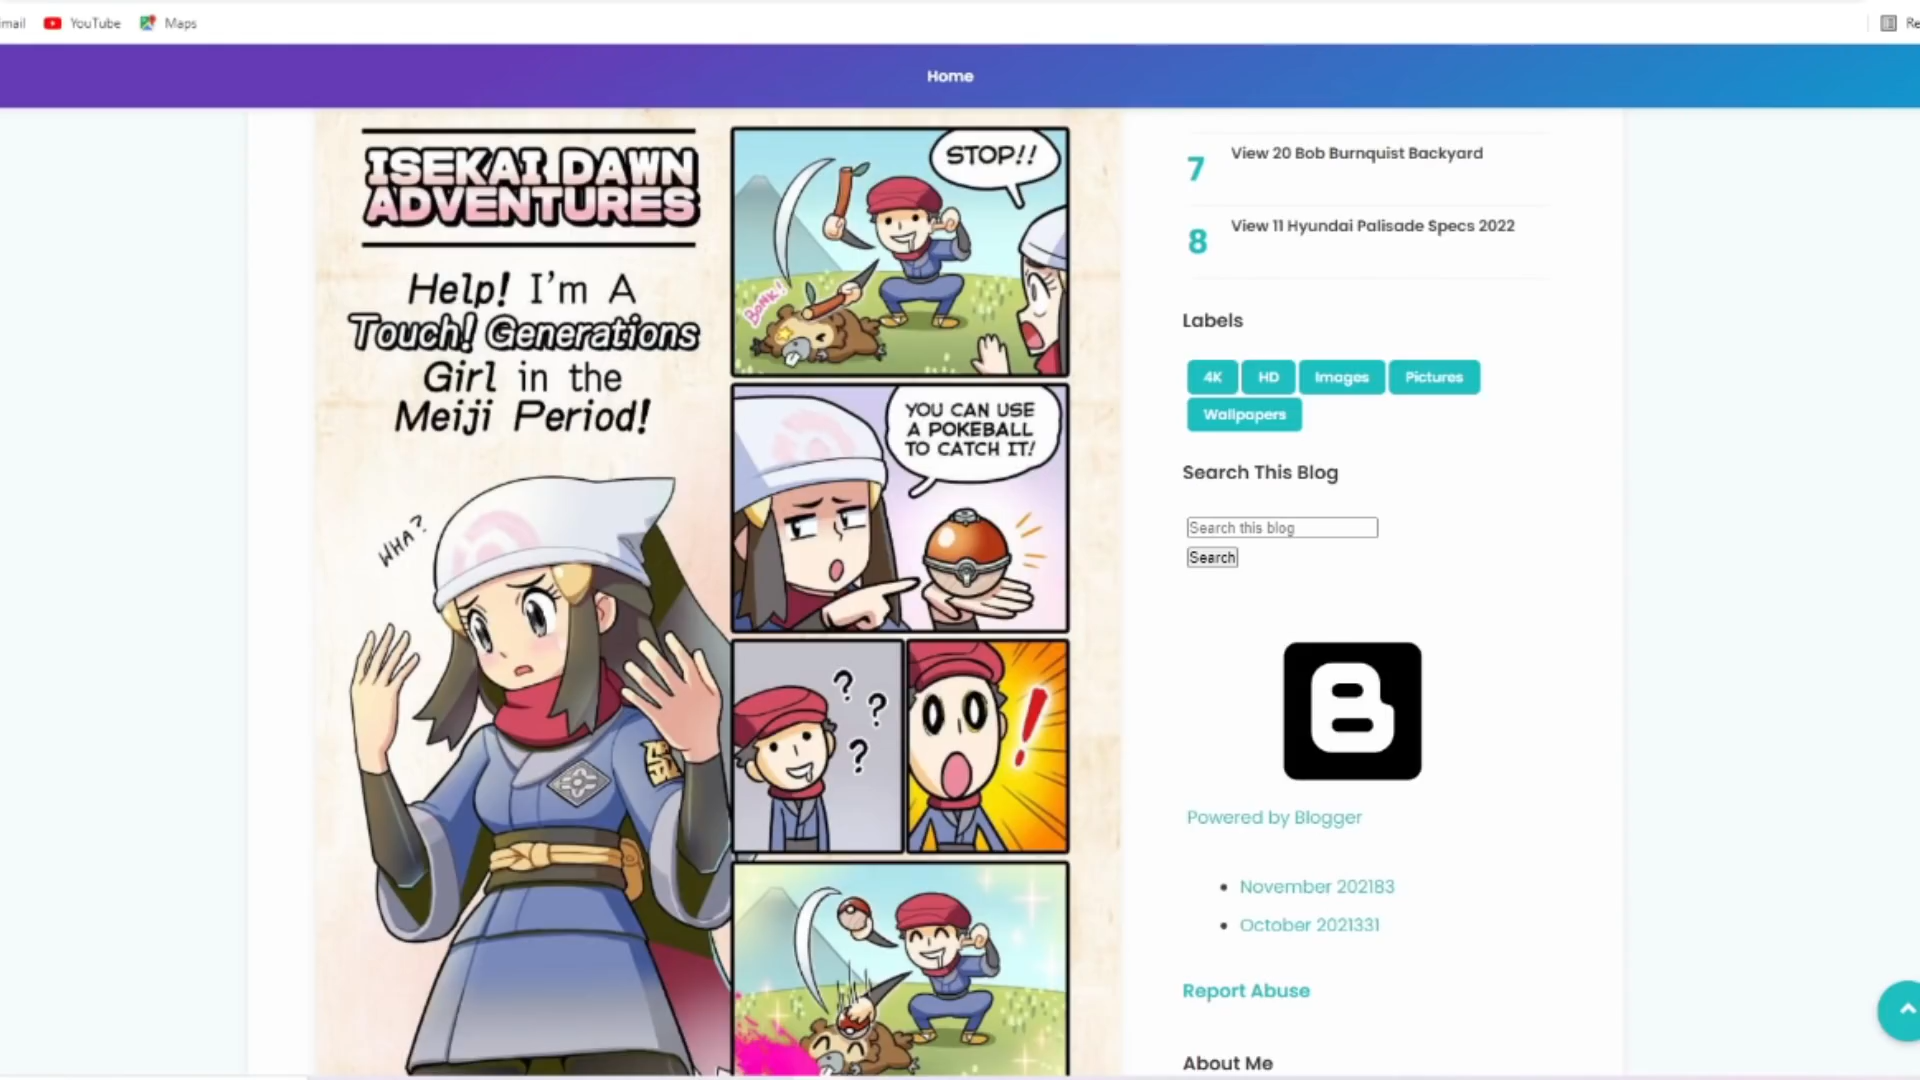 YouTube
Maps
Home
ISEKAI DAWN
ADVENTURES
Help! I'm A
Touch! Generations
Girl in the
Meiji Period!
WHA?
STOP!!
BONK!
YOU CAN USE
A POKEBALL
TO CATCH IT!
? ? ?
!
7
View 20 Bob Burnquist Backyard
8
View 11 Hyundai Palisade Specs 2022
Labels
4K HD Images Pictures
Wallpapers
Search This Blog
Search this blog
Search
Powered by Blogger
November 202183
October 2021331
Report Abuse
About Me